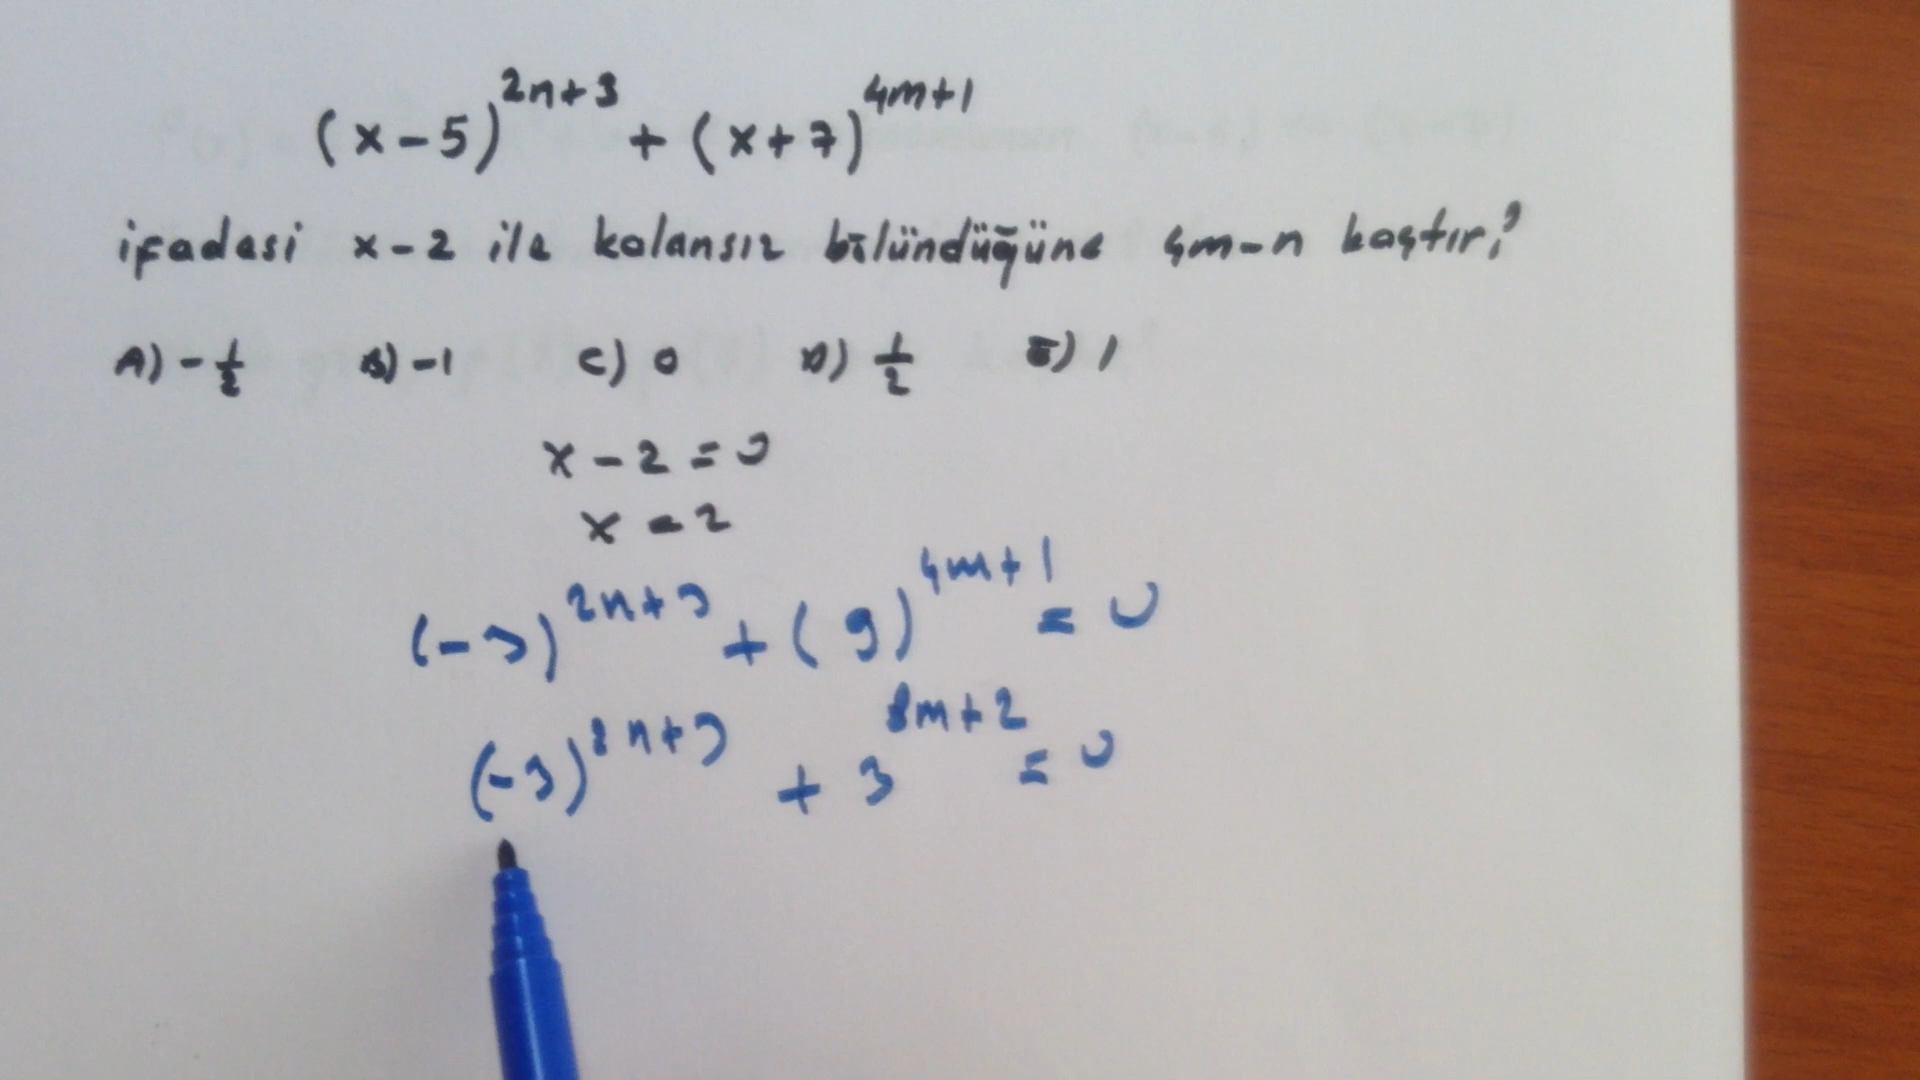 (x-5)^{2n+3} + (x+7)^{4m+1}
ifadesi x-2 ile kalansız bölündüğüne 4m-n kaçtır?
A) -1/2 B) -1 C) 0 D) 1/2 E) 1
x-2=0
x=2
(-3)^{2n+3} + (9)^{4m+1} = 0
(-3)^{2n+3} + 3^{8m+2} = 0